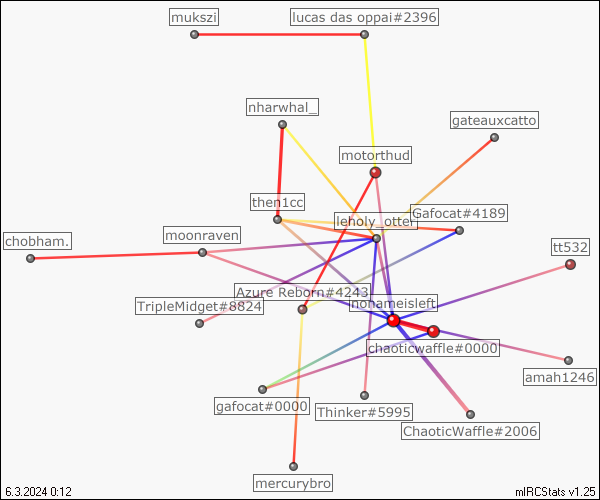 mukszi
lucas das oppai#2396
nharwhal_
gateauxcatto
motorthud
then1cc
leholy_otter
Gafocat#4189
chobham.
moonraven
tt532
Azure Reborn#4243
TripleMidget#8824
nonameisleft
chaoticwaffle#0000
amah1246
gafocat#0000
Thinker#5995
ChaoticWaffle#2006
mercurybro
6.3.2024 0:12
mIRCStats v1.25